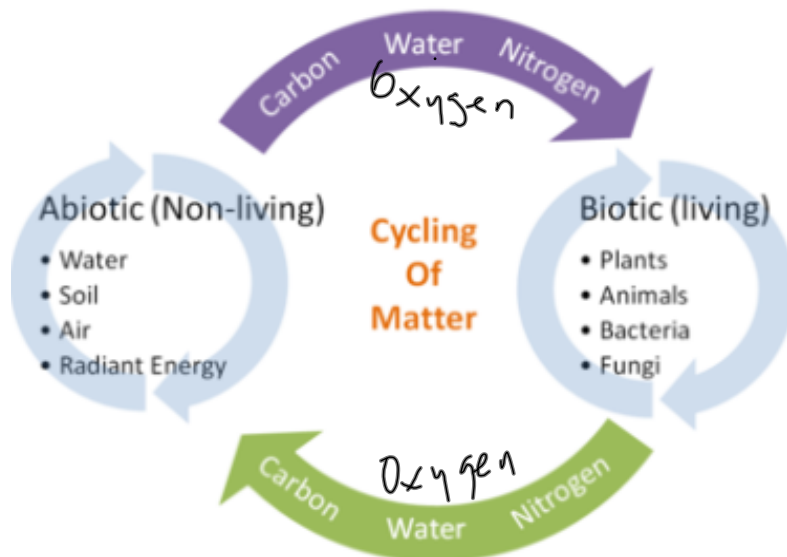 Carbon Water Nitrogen
Oxygen
Abiotic (Non-living)
• Water
• Soil
• Air
• Radiant Energy
Cycling
Of
Matter
Biotic (living)
• Plants
• Animals
• Bacteria
• Fungi
Oxygen
Carbon Water Nitrogen